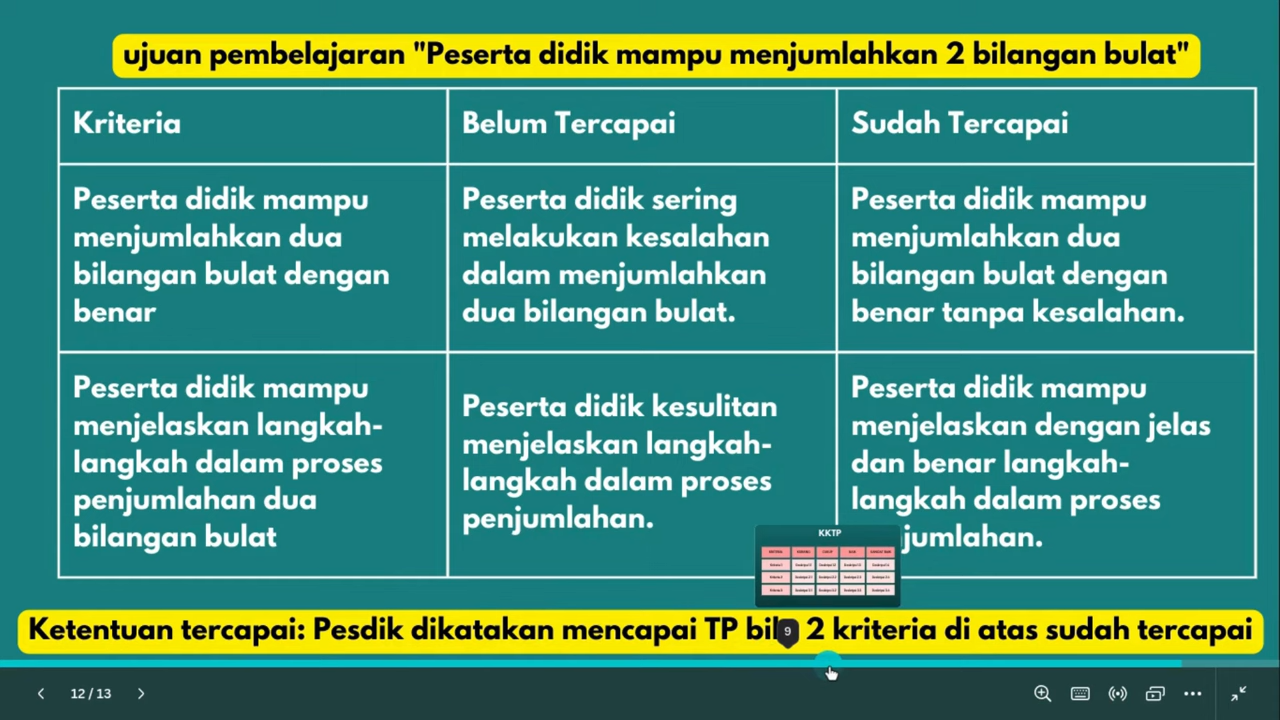 ujuan pembelajaran "Peserta didik mampu menjumlahkan 2 bilangan bulat"
Kriteria
Belum Tercapai
Sudah Tercapai
Peserta didik mampu
menjumlahkan dua
bilangan bulat dengan
benar
Peserta didik sering
melakukan kesalahan
dalam menjumlahkan
dua bilangan bulat.
Peserta didik mampu
menjumlahkan dua
bilangan bulat dengan
benar tanpa kesalahan.
Peserta didik mampu
menjelaskan langkah-
langkah dalam proses
penjumlahan dua
bilangan bulat
Peserta didik kesulitan
menjelaskan langkah-
langkah dalam proses
penjumlahan.
Peserta didik mampu
menjelaskan dengan jelas
dan benar langkah-
langkah dalam proses
jumlahan.
KKTP
Ketentuan tercapai: Pesdik dikatakan mencapai TP bil 2 kriteria di atas sudah tercapai
9
12 / 13